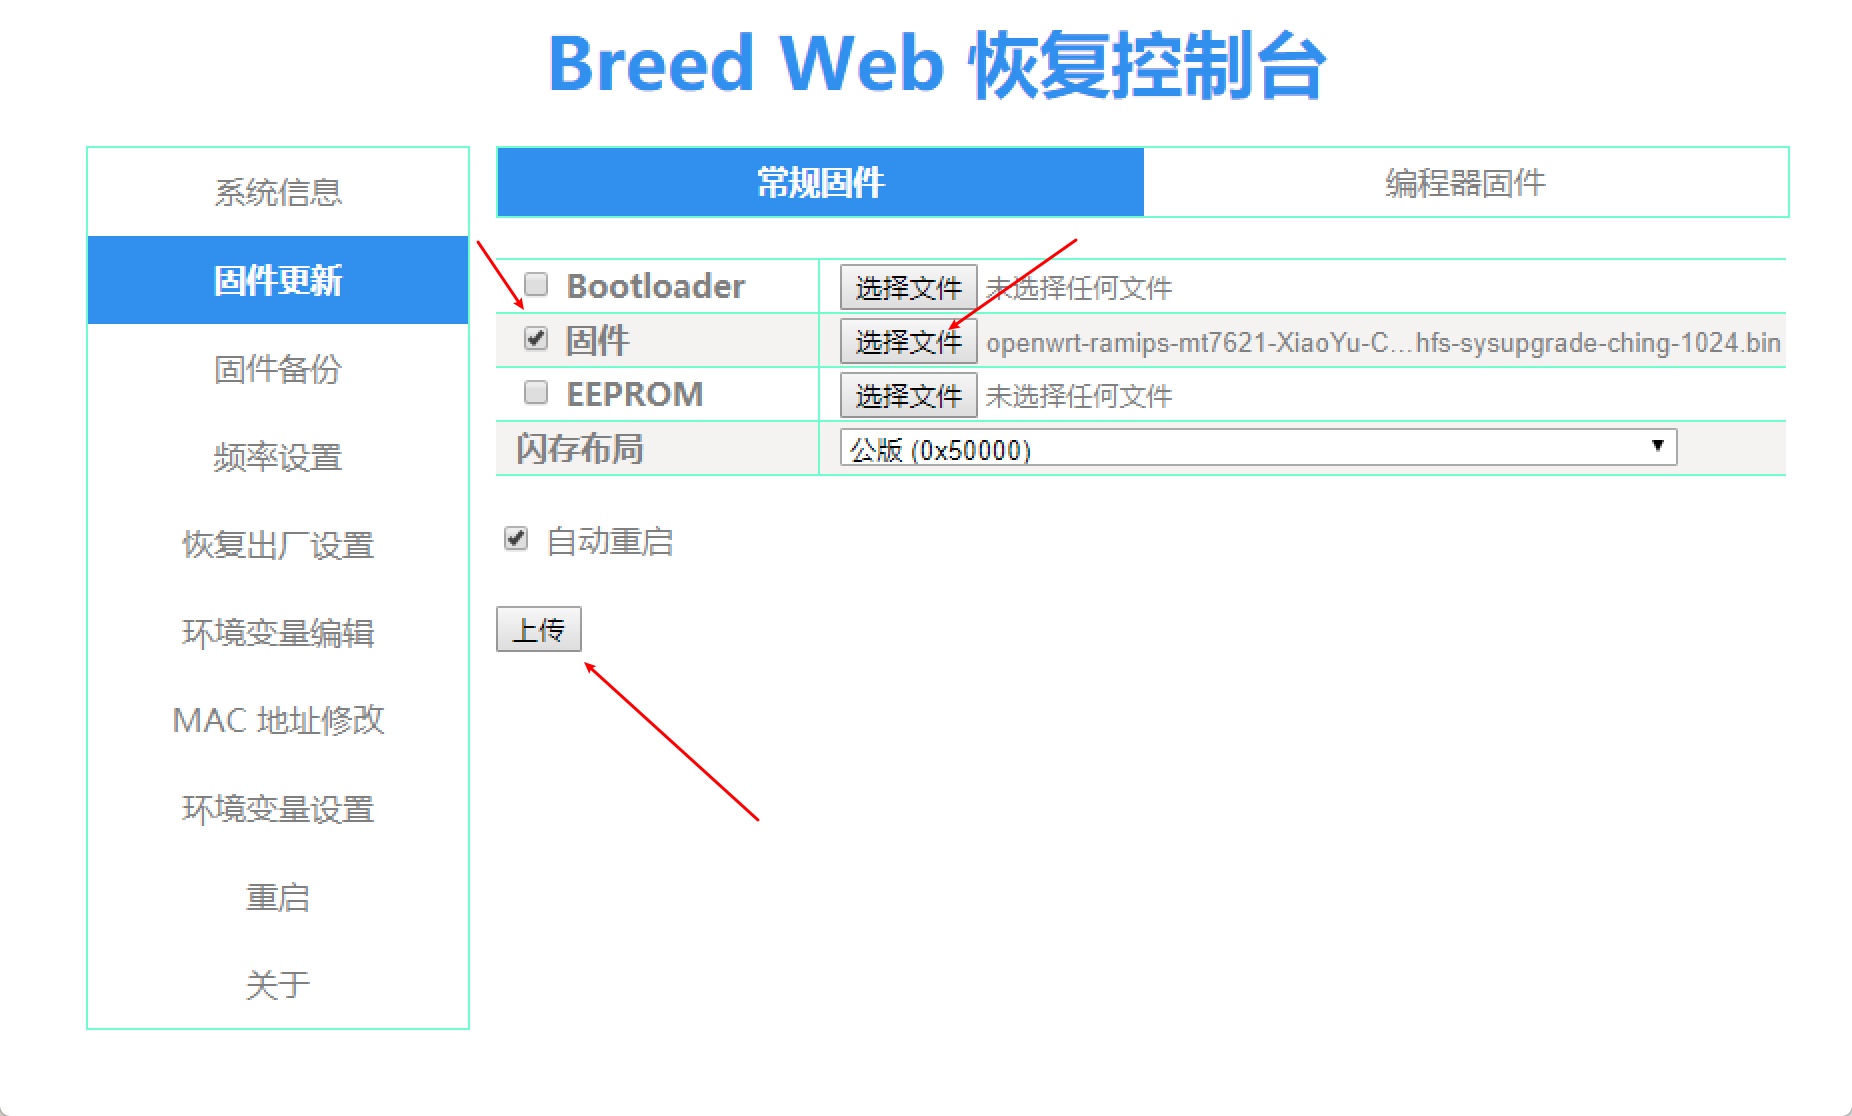 Breed Web 恢复控制台
系统信息
固件更新
固件备份
频率设置
恢复出厂设置
环境变量编辑
MAC 地址修改
环境变量设置
重启
关于
常规固件 编程器固件
Bootloader 选择文件 未选择任何文件
固件 选择文件 openwrt-ramips-mt7621-XiaoYu-C...hfs-sysupgrade-ching-1024.bin
EEPROM 选择文件 未选择任何文件
闪存布局 公版 (0x50000)
自动重启
上传